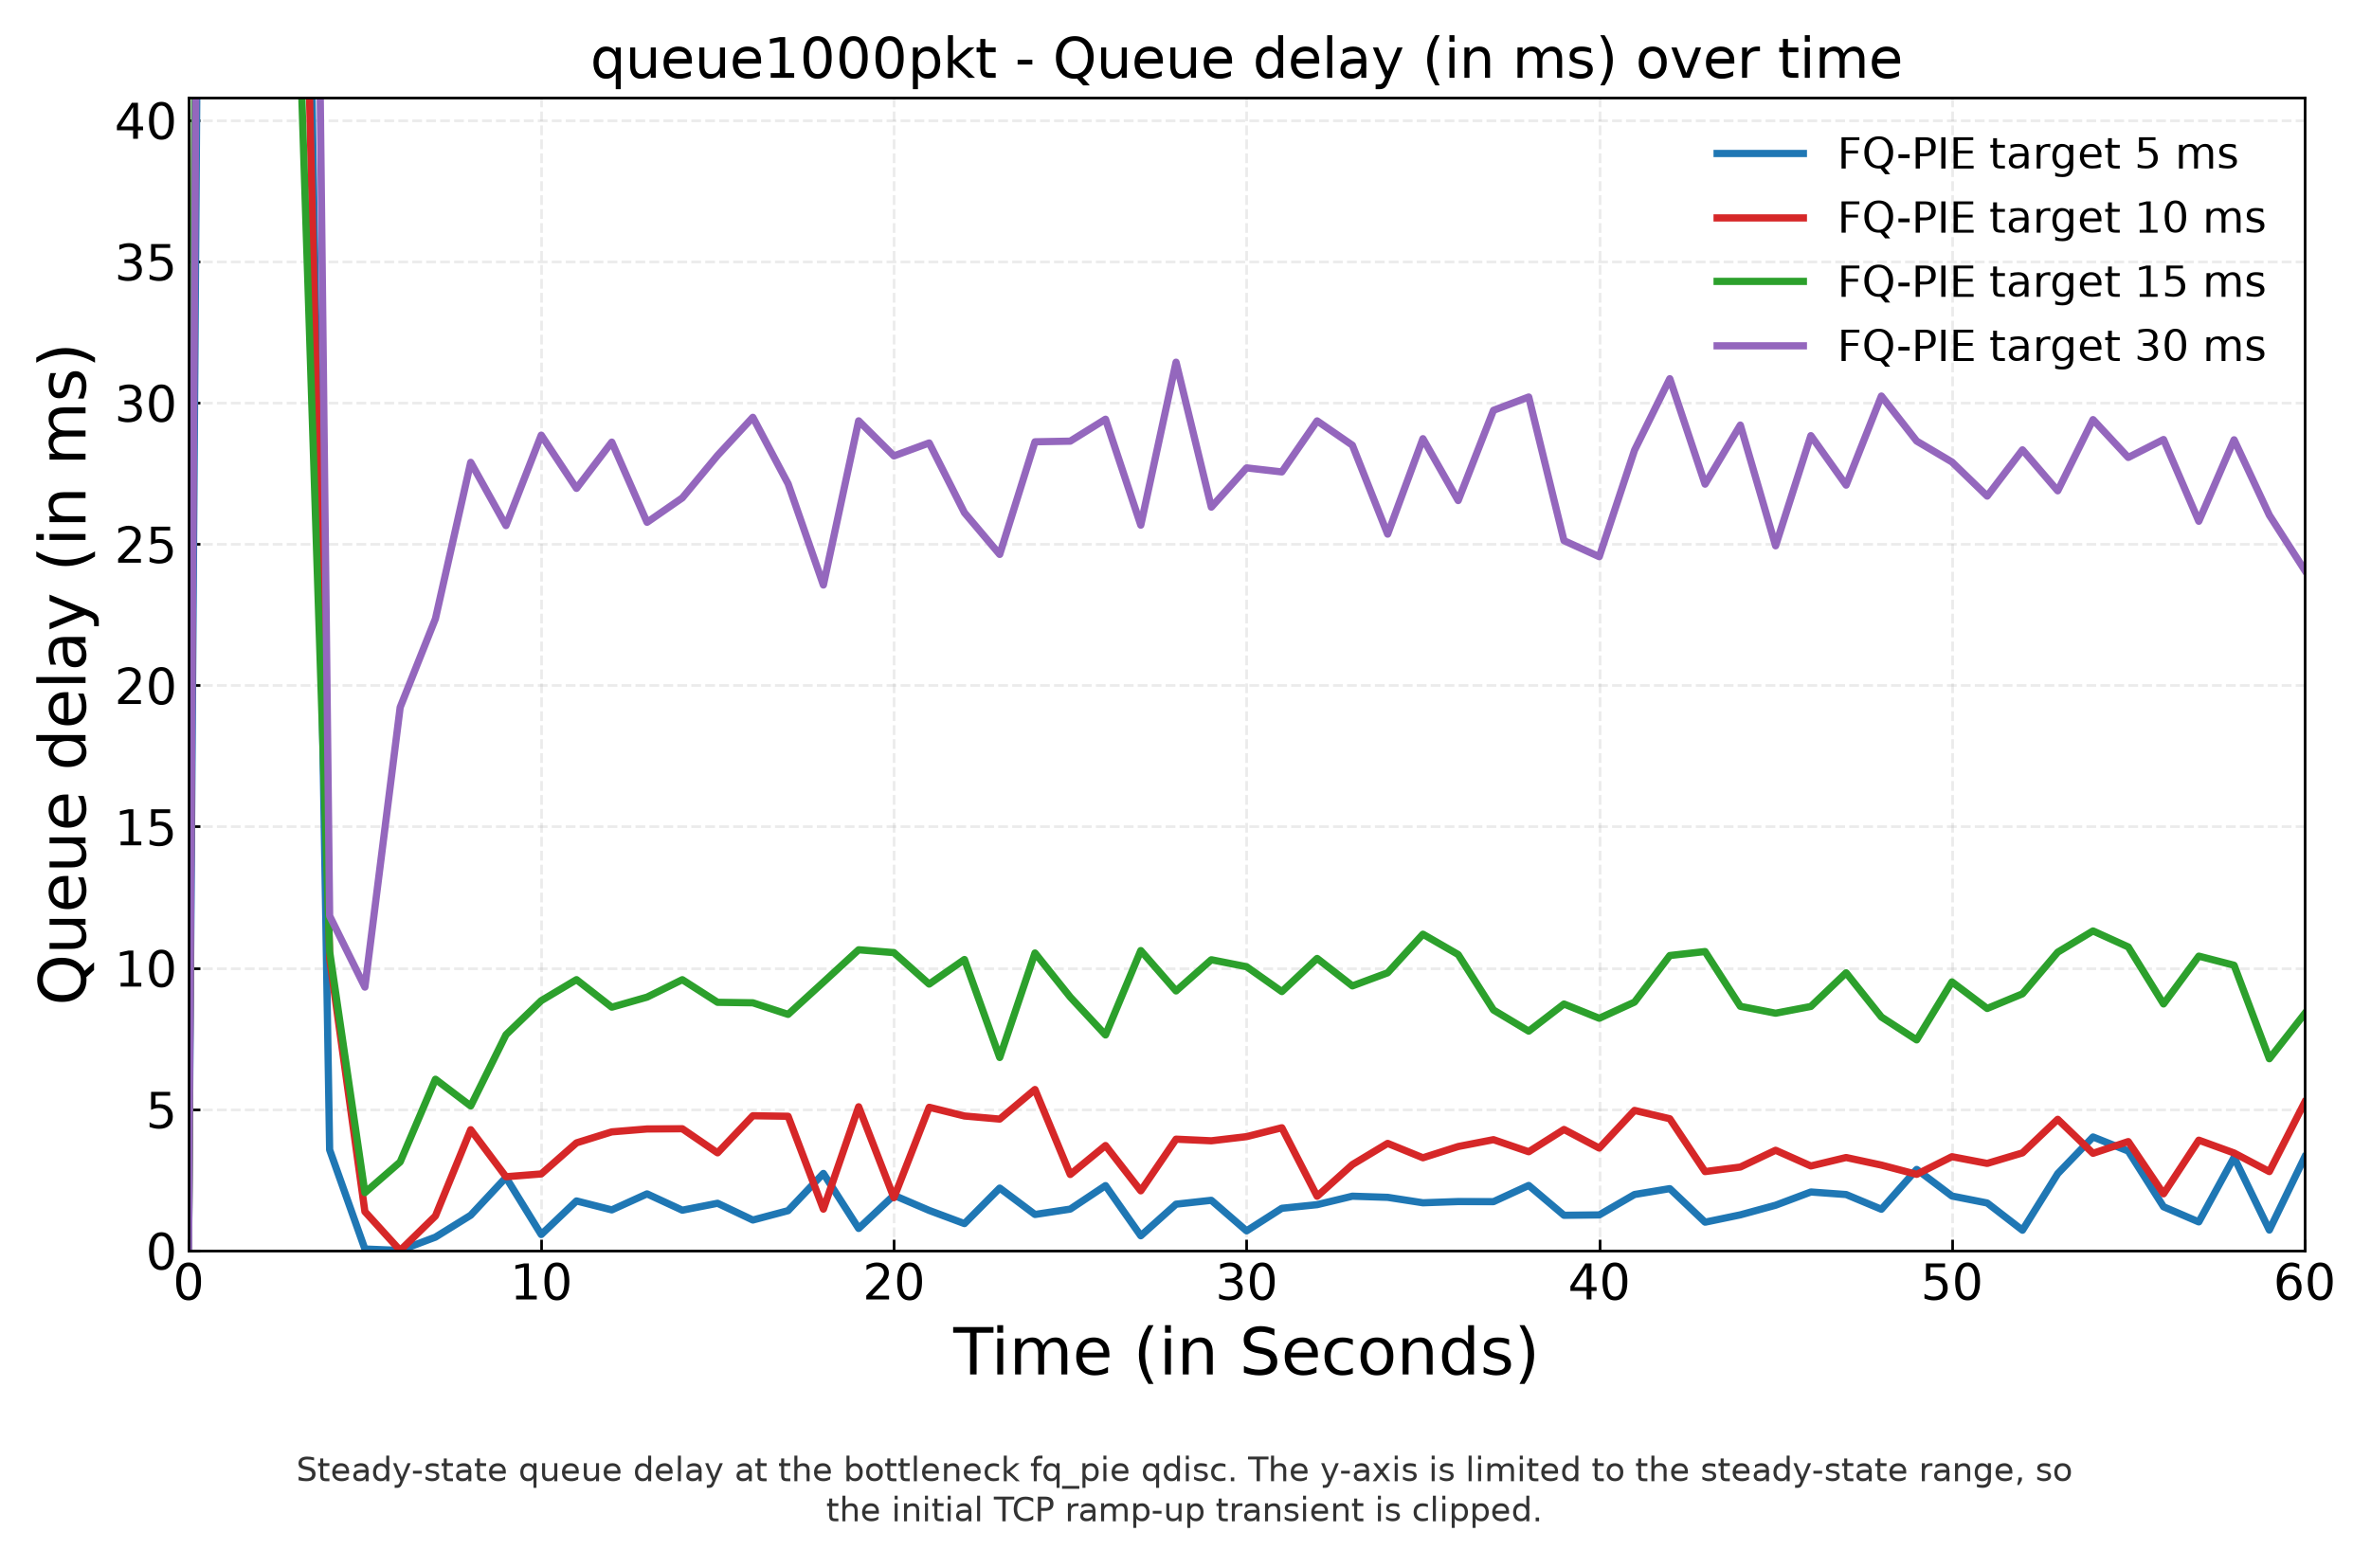 queue1000pkt - Queue delay (in ms) over time
Queue delay (in ms)
40
35
30
25
20
15
10
5
0
FQ-PIE target 5 ms
FQ-PIE target 10 ms
FQ-PIE target 15 ms
FQ-PIE target 30 ms
0 10 20 30 40 50 60
Time (in Seconds)
Steady-state queue delay at the bottleneck fq_pie qdisc. The y-axis is limited to the steady-state range, so
the initial TCP ramp-up transient is clipped.